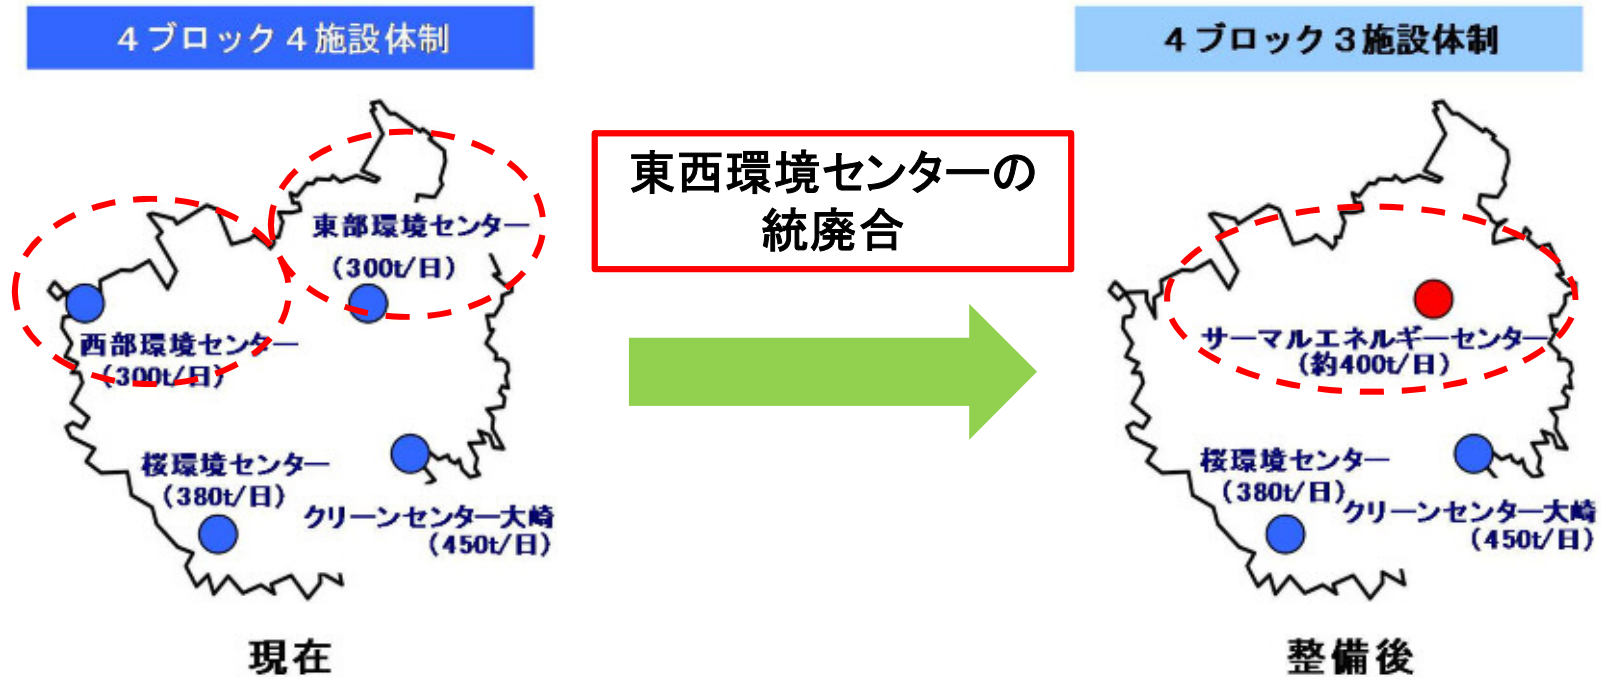 4ブロック4施設体制
東部環境センター
(300t/日)
西部環境センター
(300t/日)
桜環境センター
(380t/日)
クリーンセンター大崎
(450t/日)
現在
東西環境センターの
統廃合
4ブロック3施設体制
サーマルエネルギーセンター
(約400t/日)
桜環境センター
(380t/日)
クリーンセンター大崎
(450t/日)
整備後